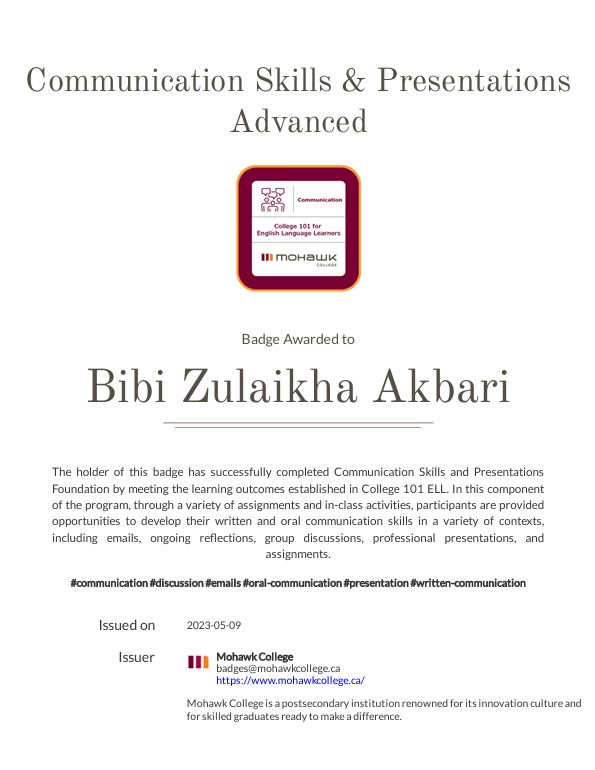 Communication Skills & Presentations
Advanced
Communication
College 101 for
English Language Learners
mohawk
COLLEGE
Badge Awarded to
Bibi Zulaikha Akbari
The holder of this badge has successfully completed Communication Skills and Presentations
Foundation by meeting the learning outcomes established in College 101 ELL. In this component
of the program, through a variety of assignments and in-class activities, participants are provided
opportunities to develop their written and oral communication skills in a variety of contexts,
including emails, ongoing reflections, group discussions, professional presentations, and
assignments.
#communication #discussion #emails #oral-communication #presentation #written-communication
Issued on 2023-05-09
Issuer Mohawk College
badges@mohawkcollege.ca
https://www.mohawkcollege.ca/
Mohawk College is a postsecondary institution renowned for its innovation culture and
for skilled graduates ready to make a difference.